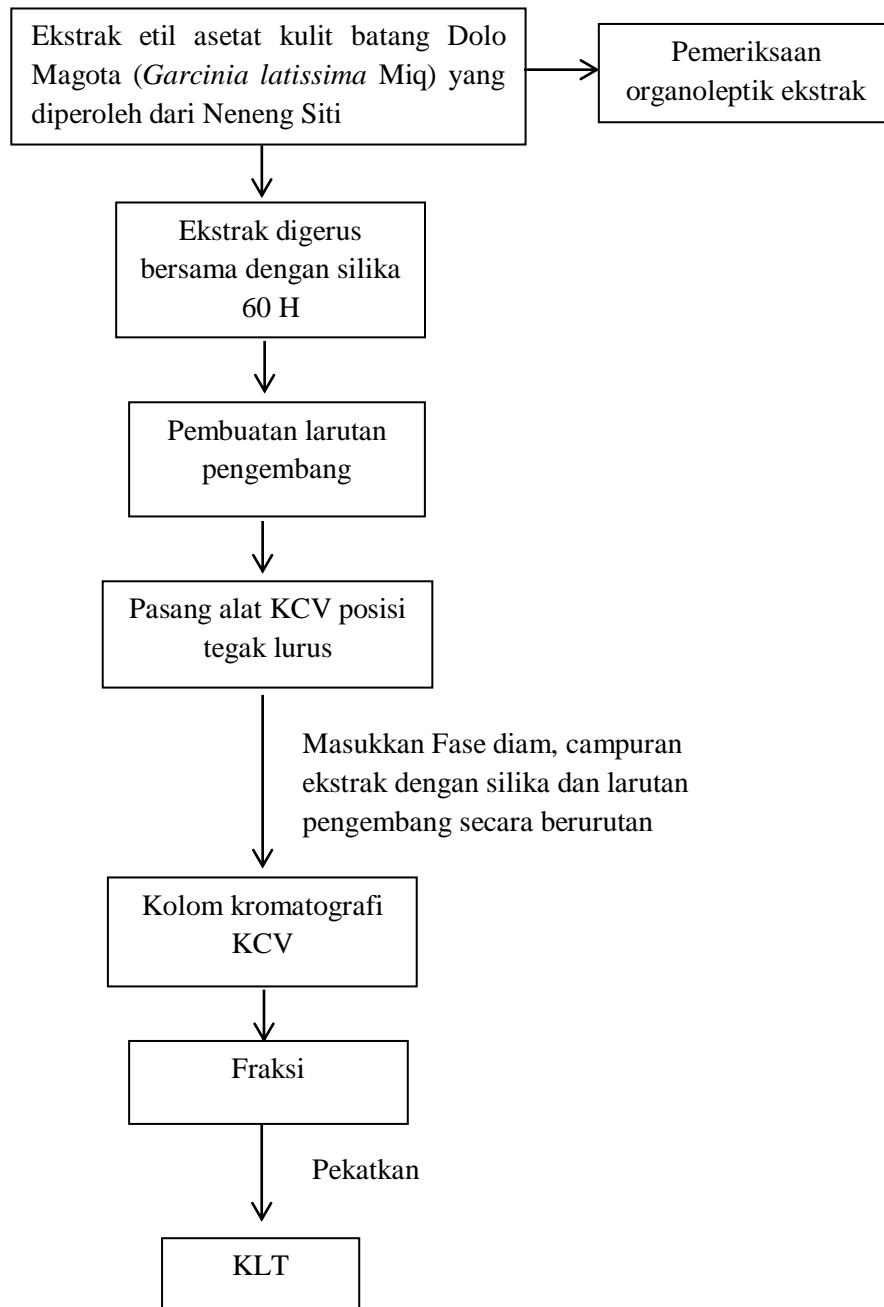 Ekstrak etil asetat kulit batang Dolo
Magota (Garcinia latissima Miq) yang
diperoleh dari Neneng Siti
Pemeriksaan
organoleptik ekstrak
Ekstrak digerus
bersama dengan silika
60 H
Pembuatan larutan
pengembang
Pasang alat KCV posisi
tegak lurus
Masukkan Fase diam, campuran
ekstrak dengan silika dan larutan
pengembang secara berurutan
Kolom kromatografi
KCV
Fraksi
Pekatkan
KLT